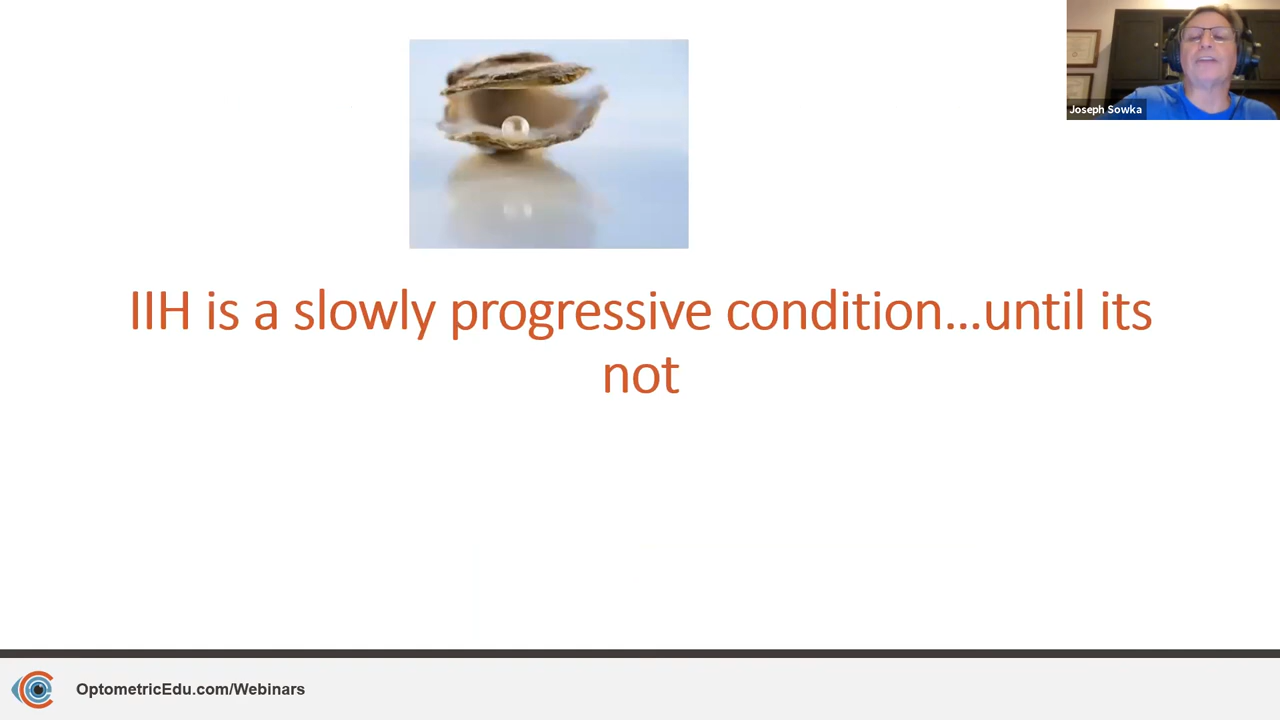 Joseph Sowka
IIH is a slowly progressive condition...until its
not
OptometricEdu.com/Webinars